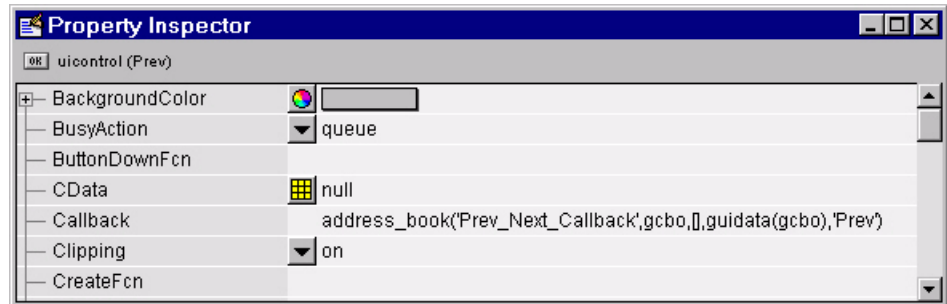 Property Inspector
OK uicontrol (Prev)
BackgroundColor
BusyAction queue
ButtonDownFcn
CData null
Callback address_book('Prev_Next_Callback',gcbo,[],guidata(gcbo),'Prev')
Clipping on
CreateFcn